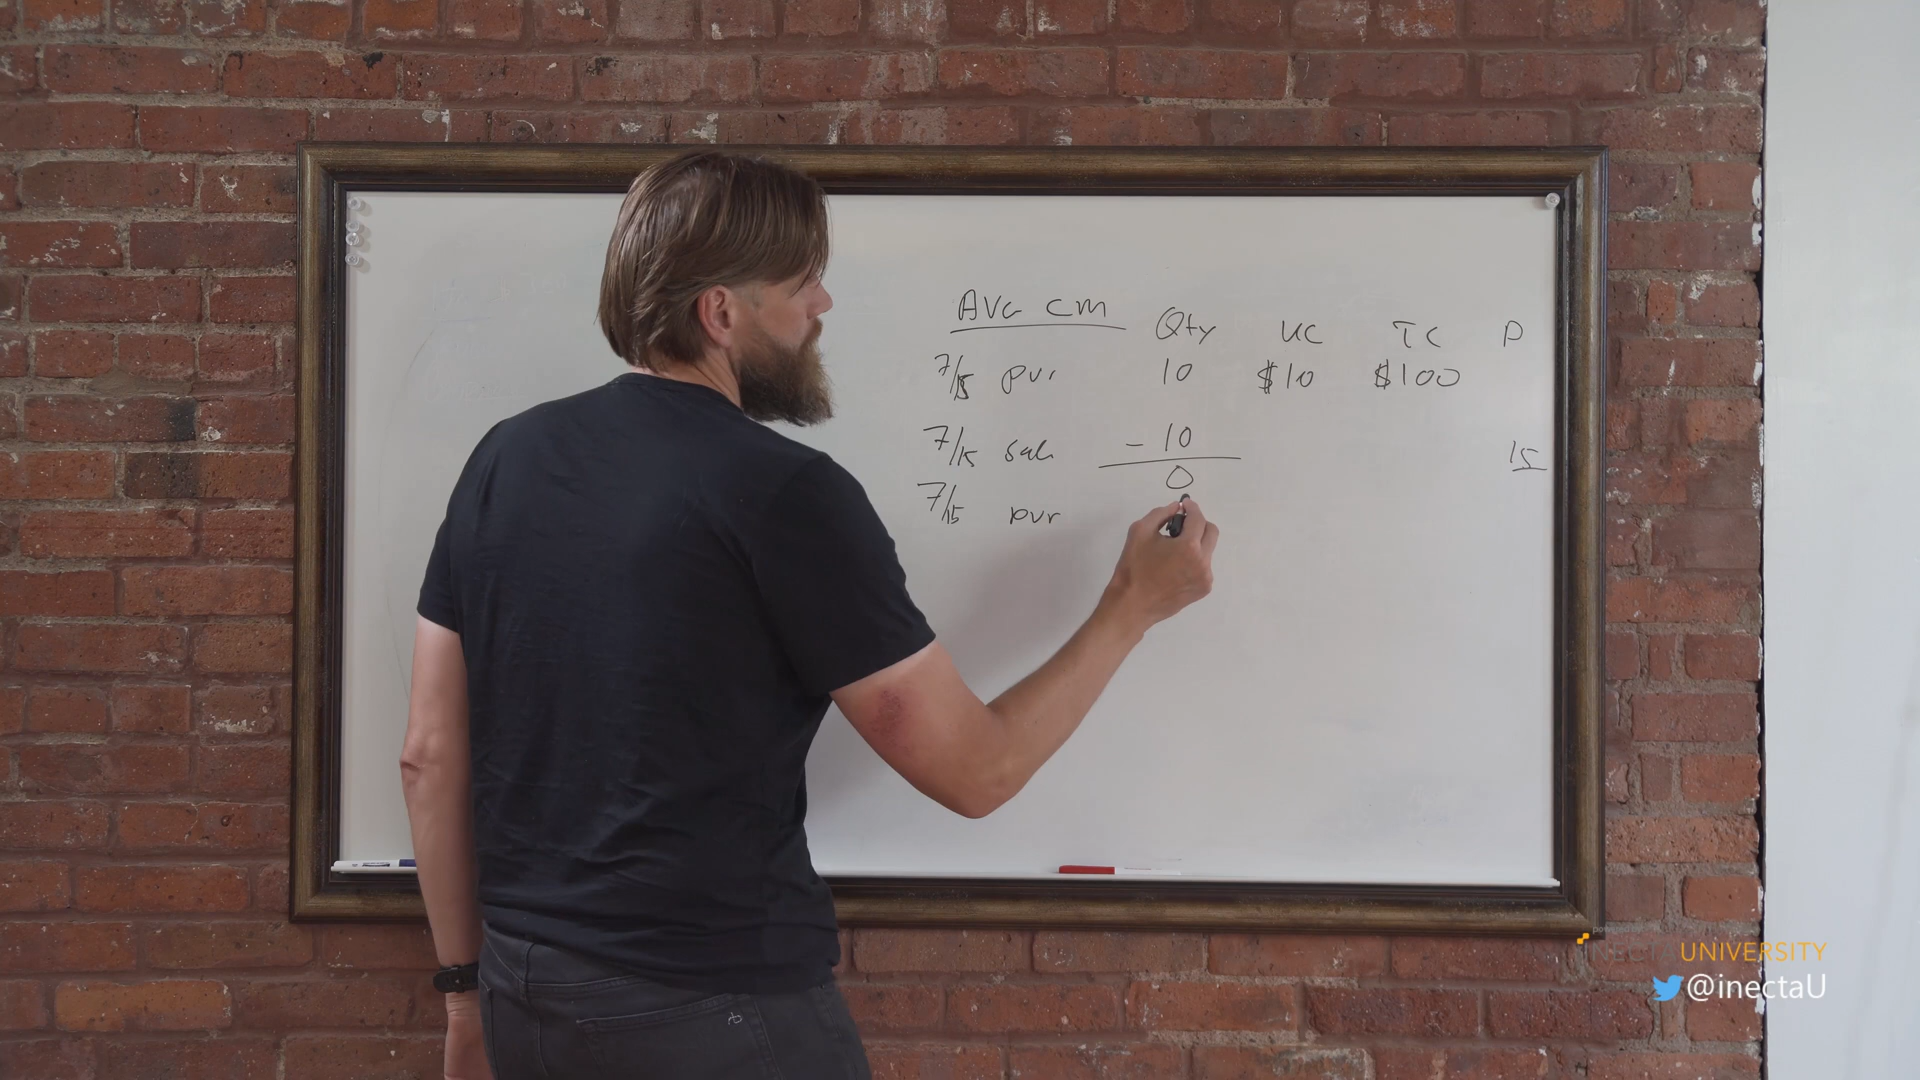 AVG CM
Qty UC TC P
7/15 pur 10 $10 $100
7/15 sale - 10 15
0
7/15 pur
UNIVERSITY
@inectaU